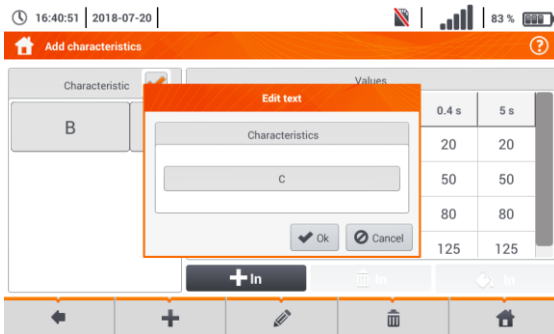 16:40:51 2018-07-20 83 %
Add characteristics ?
Characteristic Values
Edit text
0.4 s 5 s
B
Characteristics
20 20
C
50 50
80 80
Ok Cancel
125 125
+In In In